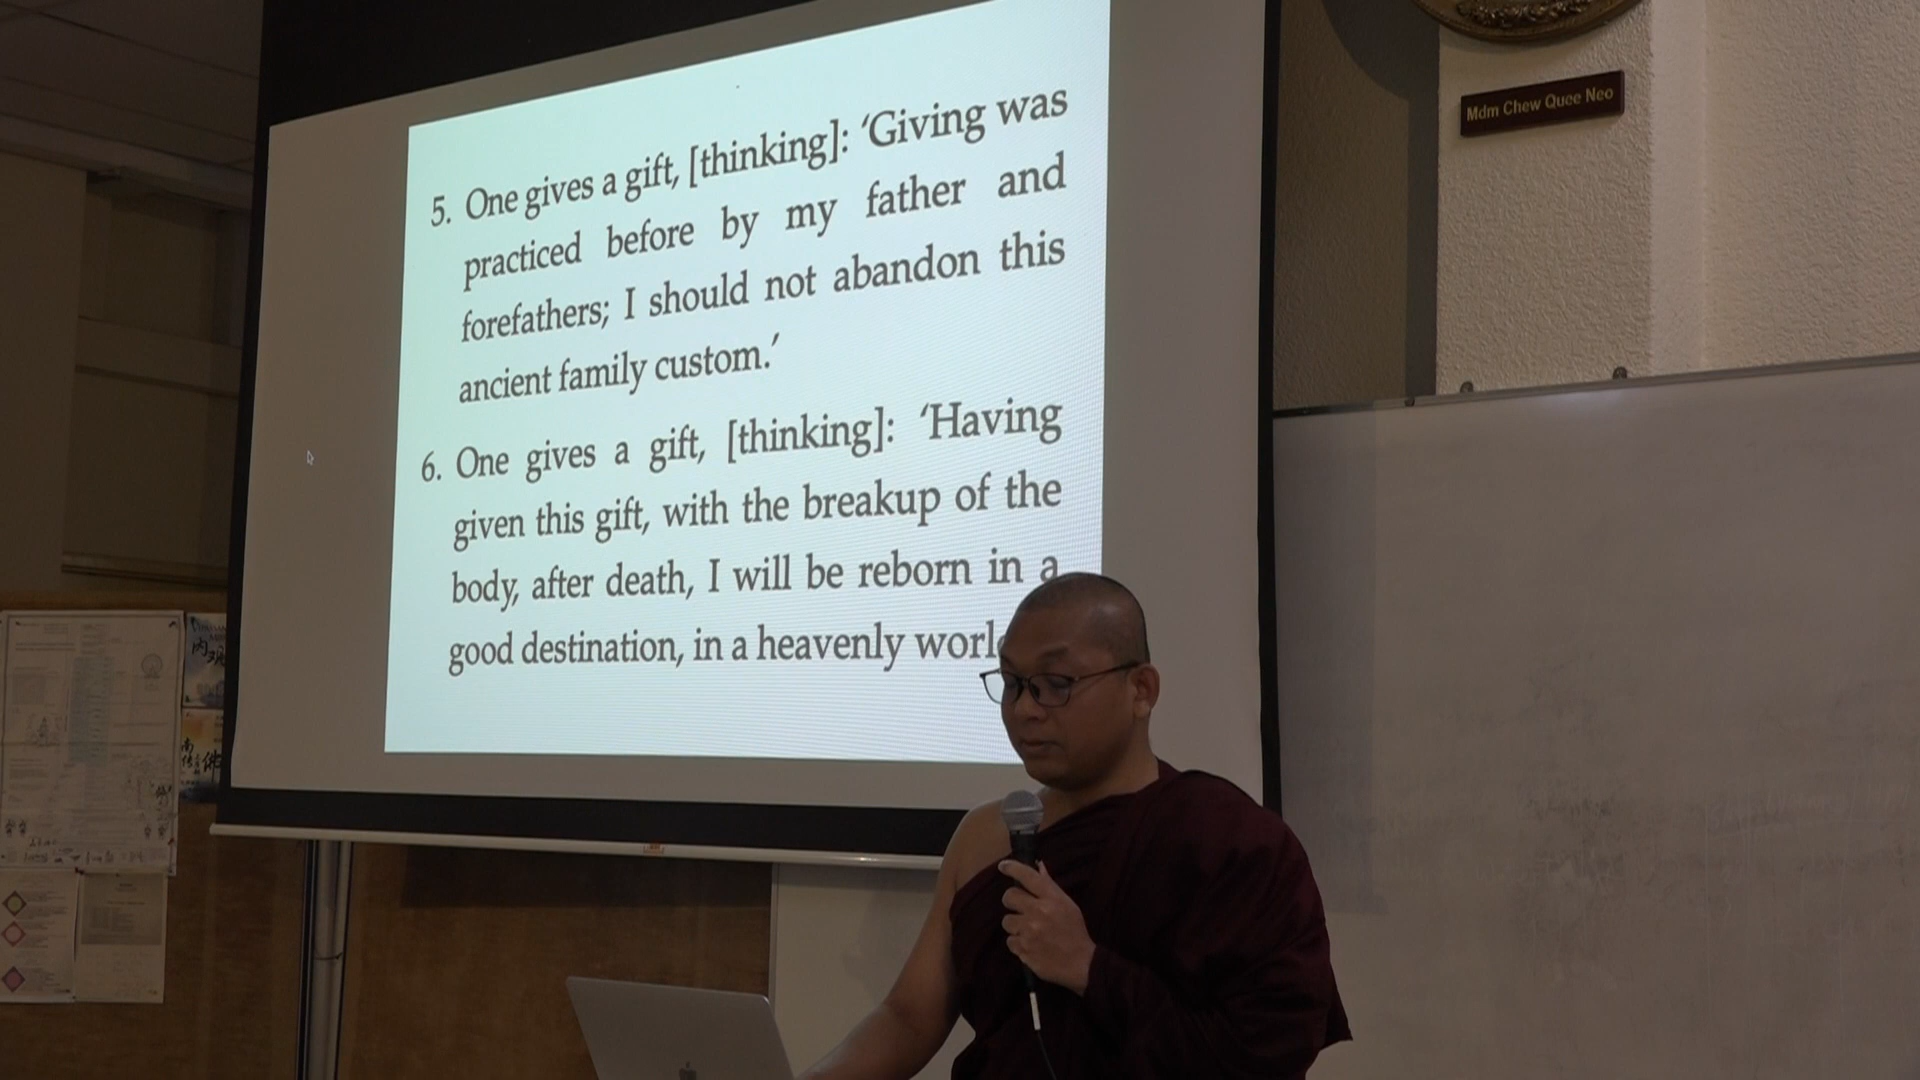 5. One gives a gift, [thinking]: ‘Giving was
practiced before by my father and
forefathers; I should not abandon this
ancient family custom.’
6. One gives a gift, [thinking]: ‘Having
given this gift, with the breakup of the
body, after death, I will be reborn in a
good destination, in a heavenly
Mdm Chew Quee Neo